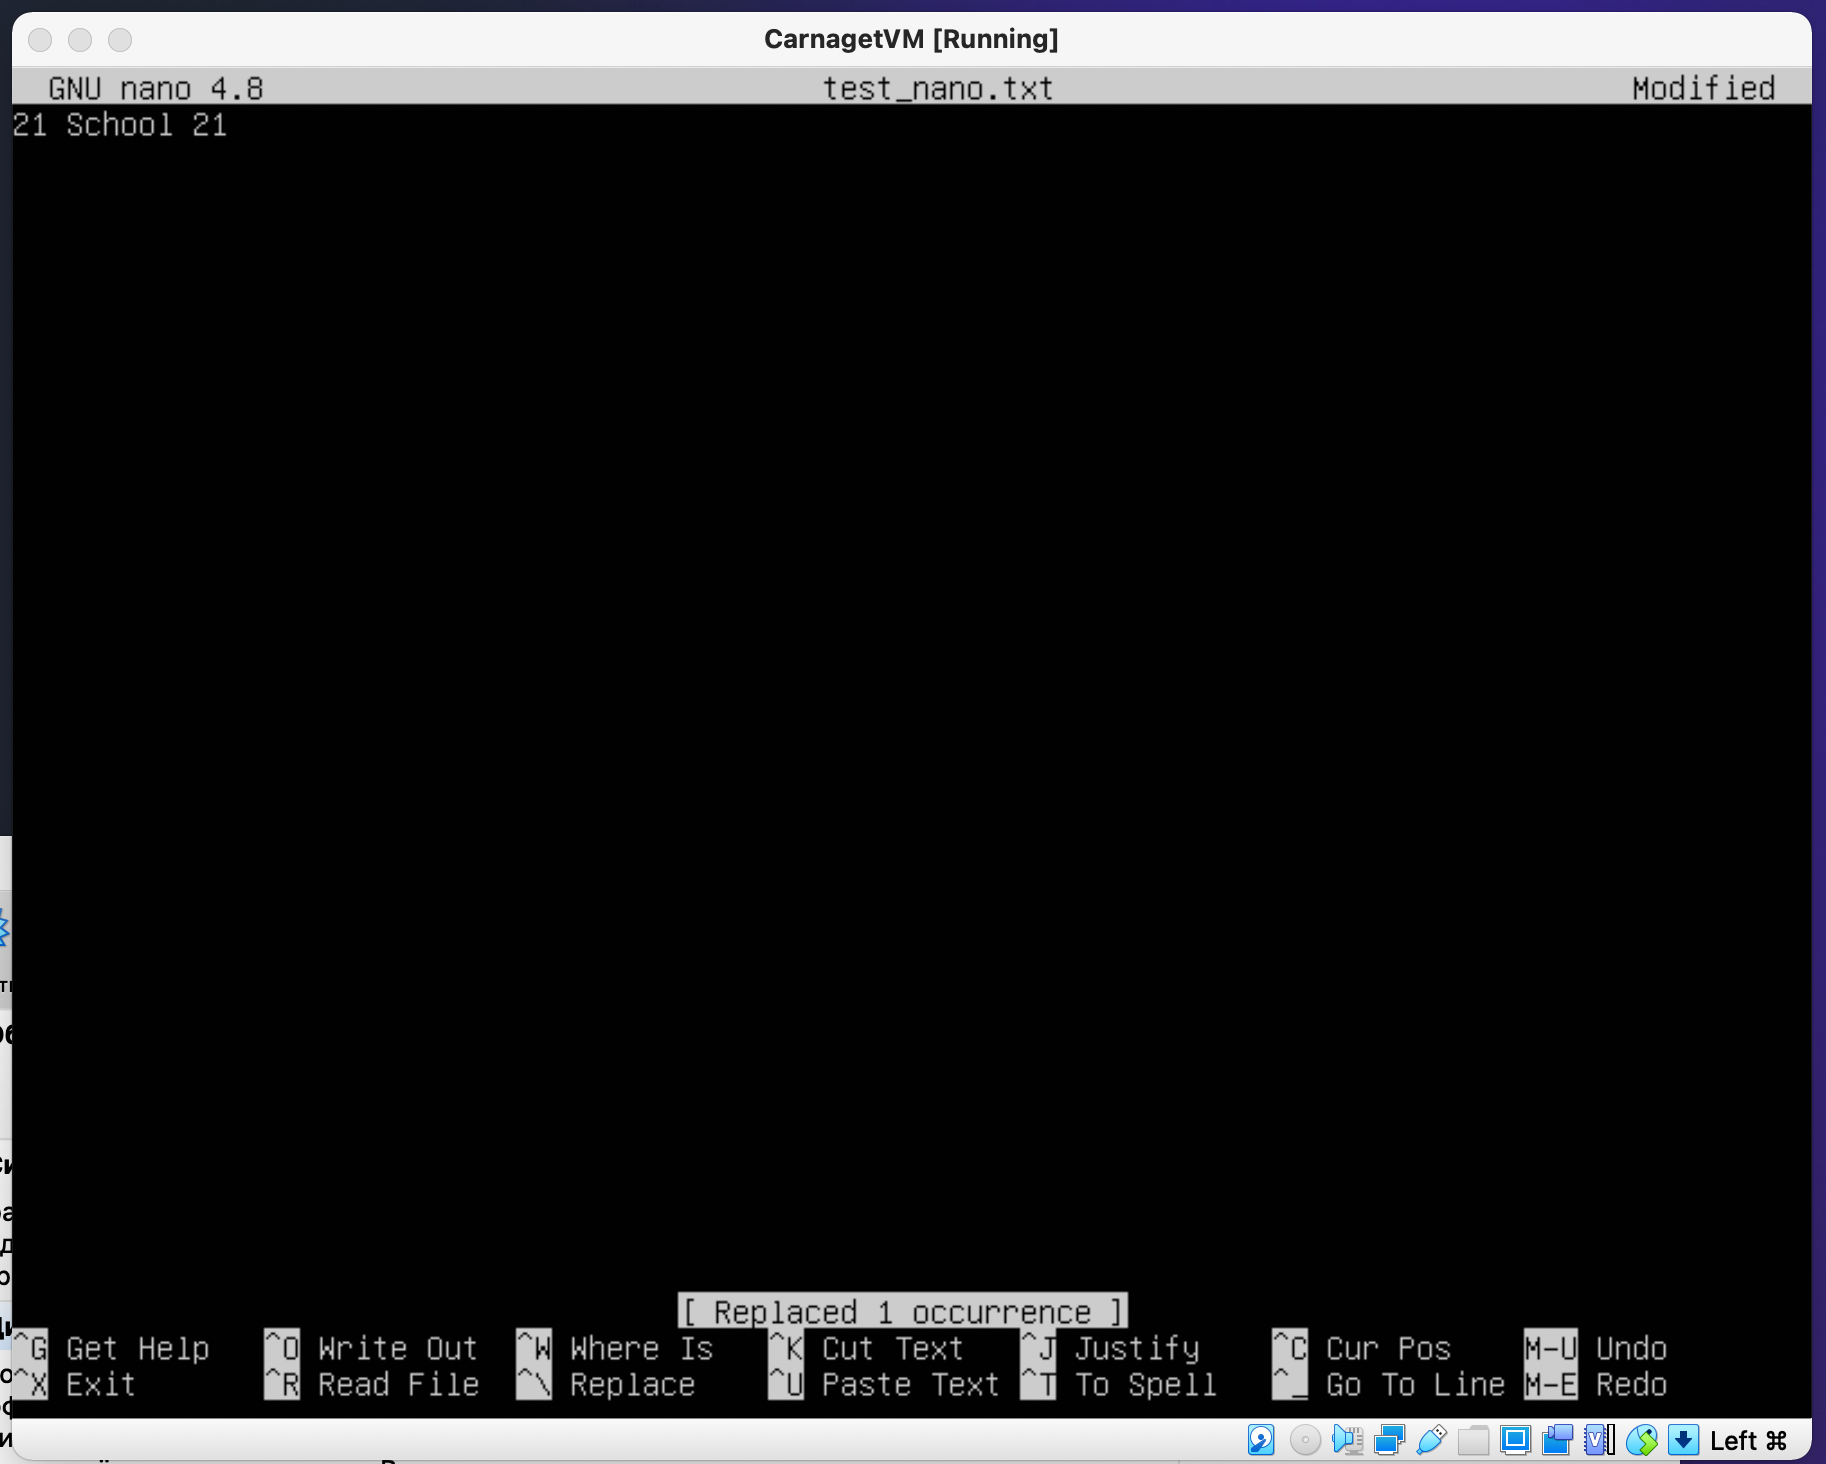 CarnagetVM [Running]
GNU nano 4.8 test_nano.txt Modified
21 School 21
[ Replaced 1 occurrence ]
^G Get Help ^O Write Out ^W Where Is ^K Cut Text ^J Justify ^C Cur Pos M-U Undo
^X Exit ^R Read File ^\ Replace ^U Paste Text ^T To Spell ^_ Go To Line M-E Redo
Left ⌘